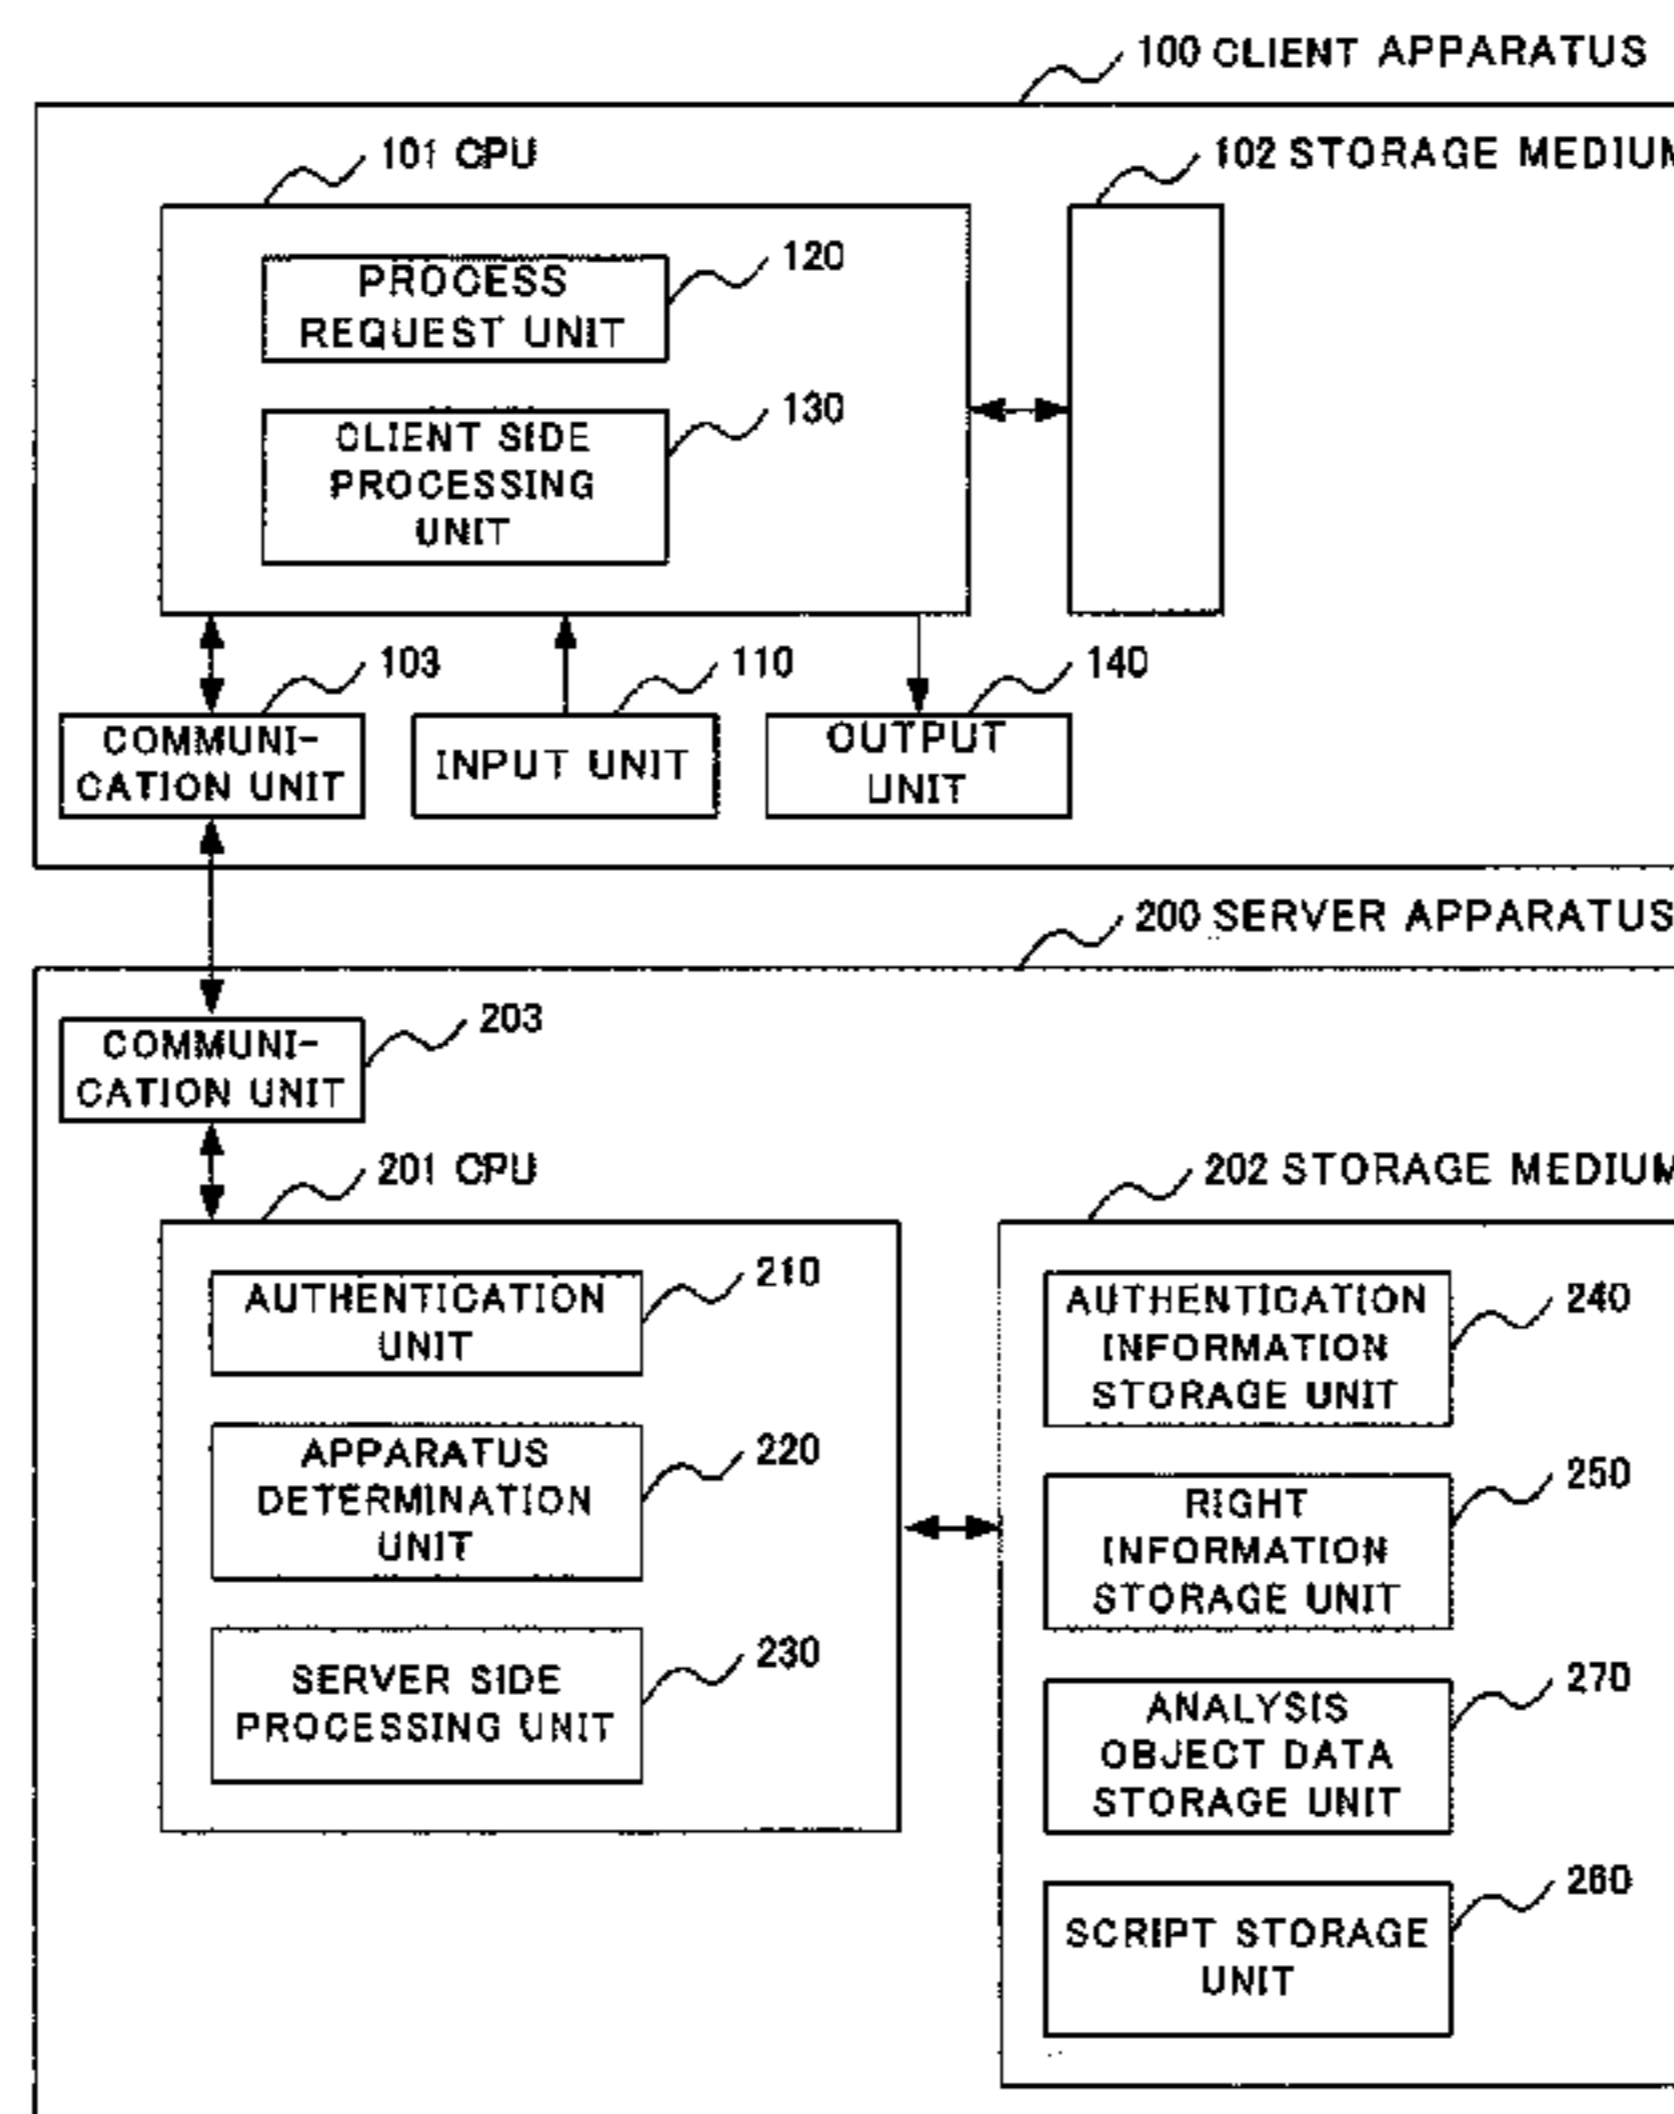 100 CLIENT APPARATUS
101 CPU
102 STORAGE MEDIUM
120
PROCESS
REQUEST UNIT
130
CLIENT SIDE
PROCESSING
UNIT
103
110
140
COMMUNI-
CATION UNIT
INPUT UNIT
OUTPUT
UNIT
200 SERVER APPARATUS
203
COMMUNI-
CATION UNIT
201 CPU
202 STORAGE MEDIUM
210
AUTHENTICATION
UNIT
220
APPARATUS
DETERMINATION
UNIT
230
SERVER SIDE
PROCESSING UNIT
240
AUTHENTICATION
INFORMATION
STORAGE UNIT
250
RIGHT
INFORMATION
STORAGE UNIT
270
ANALYSIS
OBJECT DATA
STORAGE UNIT
260
SCRIPT STORAGE
UNIT